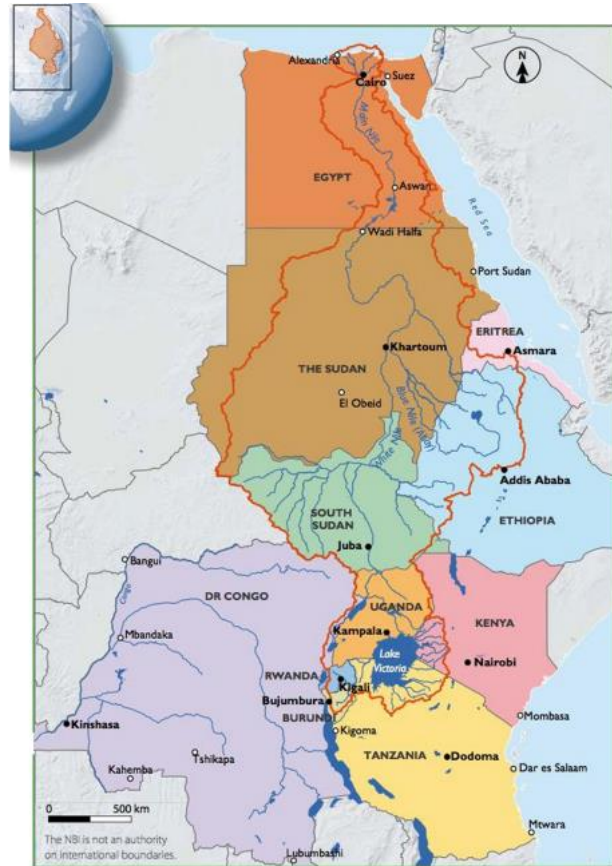 N
Alexandria
Cairo
Suez
Main Nile
EGYPT
Aswan
Red Sea
Wadi Halfa
Port Sudan
ERITREA
Khartoum
Asmara
THE SUDAN
El Obeid
Blue Nile (Abay)
White Nile
Addis Ababa
SOUTH
SUDAN
ETHIOPIA
Juba
Bangui
DR CONGO
Congo
UGANDA
KENYA
Mbandaka
Kampala
Lake
Victoria
RWANDA
Nairobi
Kigali
Bujumbura
BURUNDI
Kinshasa
Kigoma
Mombasa
TANZANIA
Dodoma
Tshikapa
Kahemba
Dar es Salaam
0 500 km
The NBI is not an authority
on international boundaries.
Lubumbashi
Mtwara